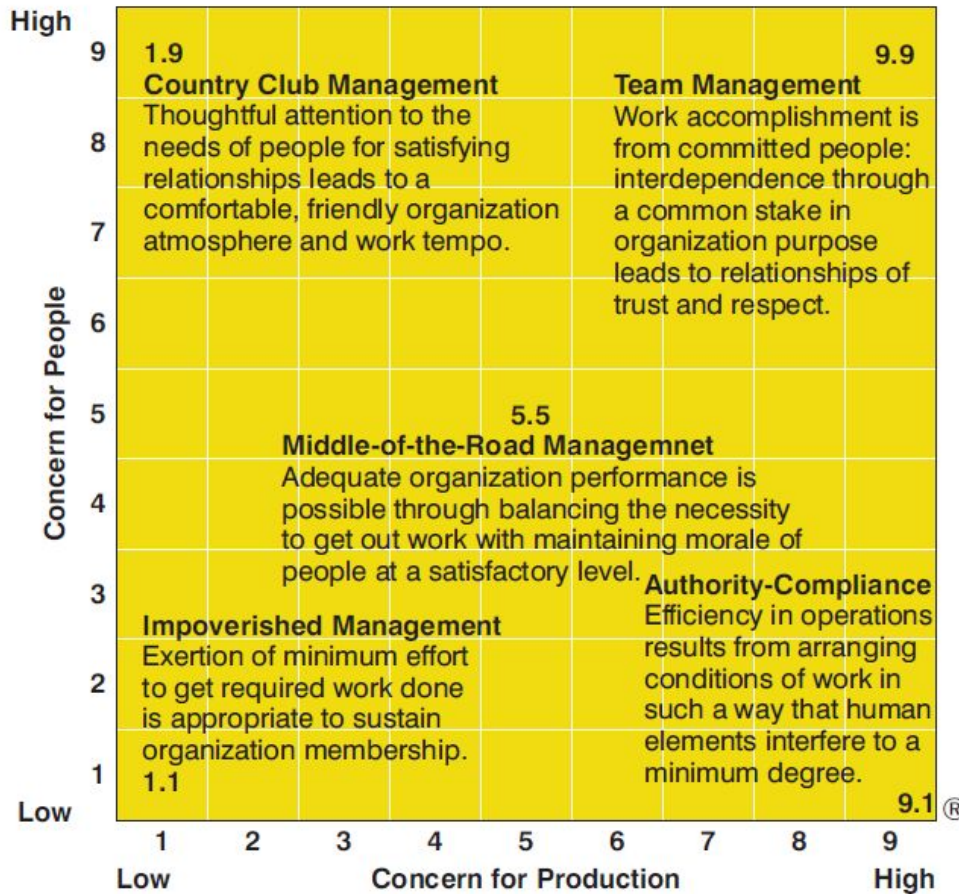 High
9
8
7
6
5
4
3
2
1
Low
Concern for People
1.9
Country Club Management
Thoughtful attention to the
needs of people for satisfying
relationships leads to a
comfortable, friendly organization
atmosphere and work tempo.
9.9
Team Management
Work accomplishment is
from committed people:
interdependence through
a common stake in
organization purpose
leads to relationships of
trust and respect.
5.5
Middle-of-the-Road Managemnet
Adequate organization performance is
possible through balancing the necessity
to get out work with maintaining morale of
people at a satisfactory level.
Impoverished Management
Exertion of minimum effort
to get required work done
is appropriate to sustain
organization membership.
1.1
Authority-Compliance
Efficiency in operations
results from arranging
conditions of work in
such a way that human
elements interfere to a
minimum degree.
9.1 ®
1 2 3 4 5 6 7 8 9
Low Concern for Production High